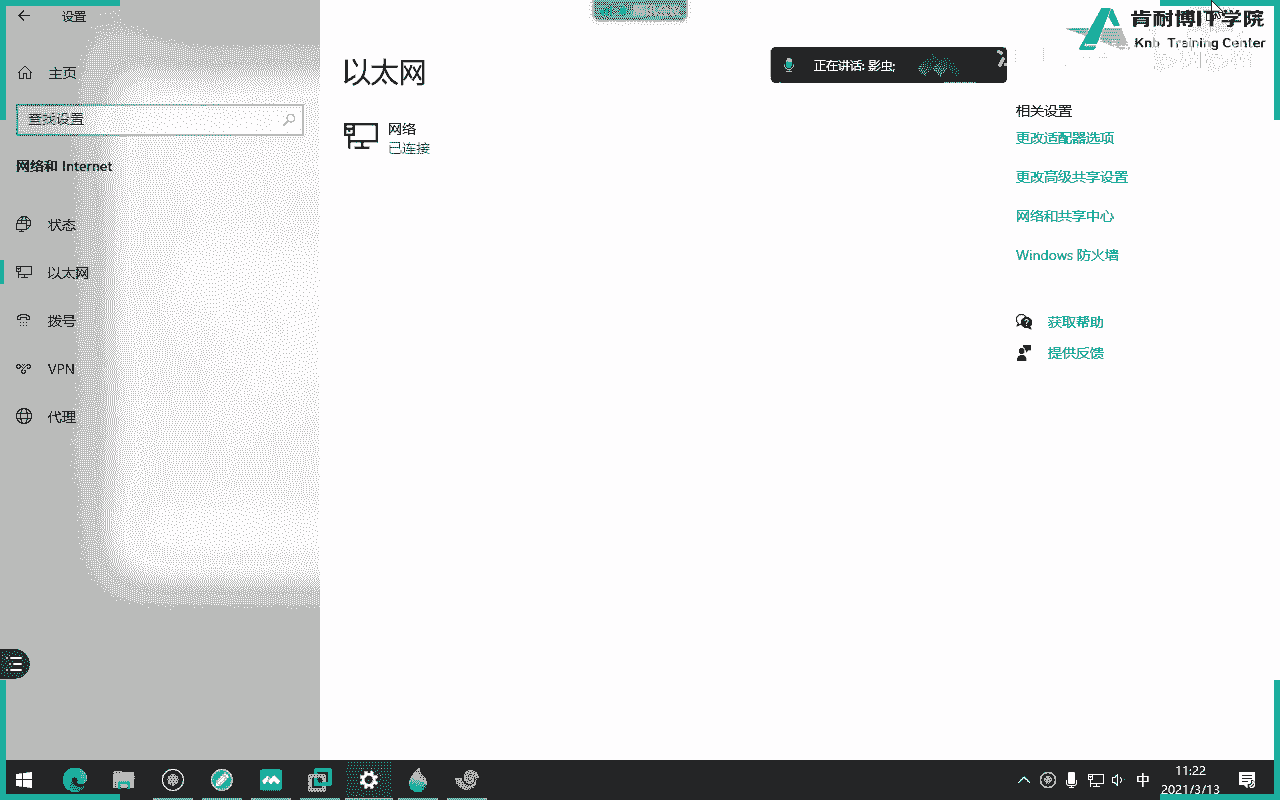 设置
主页
查找设置
网络和 Internet
状态
以太网
拨号
VPN
代理
以太网
网络
已连接
正在讲话: 影虫;
肯耐博IT学院
Knb Training Center
相关设置
更改适配器选项
更改高级共享设置
网络和共享中心
Windows 防火墙
获取帮助
提供反馈
中
11:22
2021/3/13